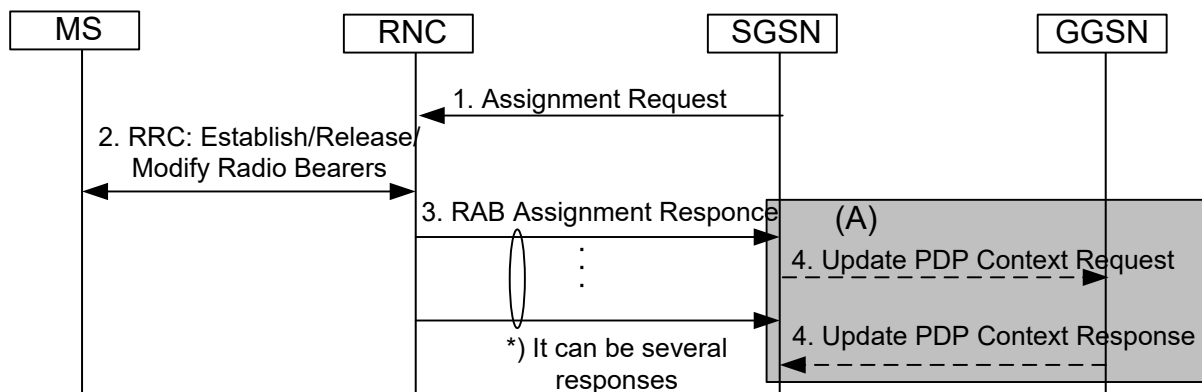 MS
RNC
SGSN
GGSN
1. Assignment Request
2. RRC: Establish/Release/
Modify Radio Bearers
3. RAB Assignment Responce
(A)
4. Update PDP Context Request
4. Update PDP Context Response
*) It can be several
responses